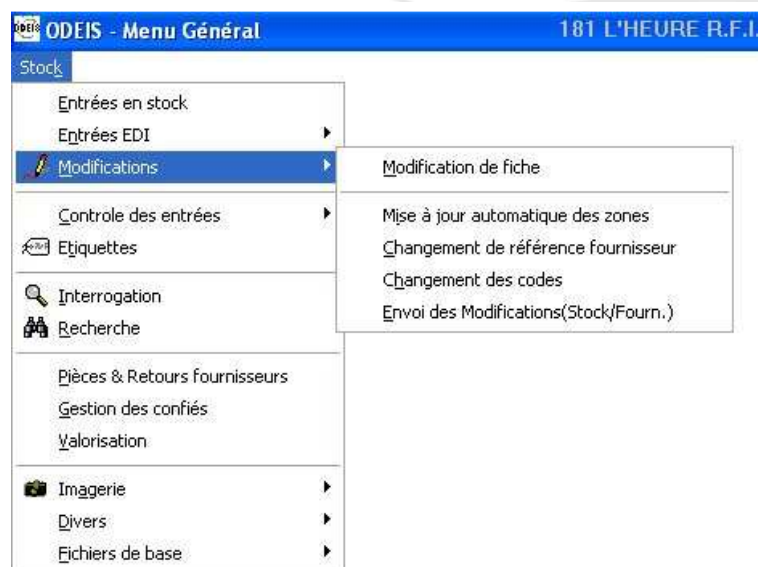 ODEIS ODEIS - Menu Général 181 L'HEURE R.F.I.
Stock
Entrées en stock
Entrées EDI
Modifications
Controle des entrées
Etiquettes
Interrogation
Recherche
Pièces & Retours fournisseurs
Gestion des confiés
Valorisation
Imagerie
Divers
Fichiers de base
Modification de fiche
Mise à jour automatique des zones
Changement de référence fournisseur
Changement des codes
Envoi des Modifications(Stock/Fourn.)